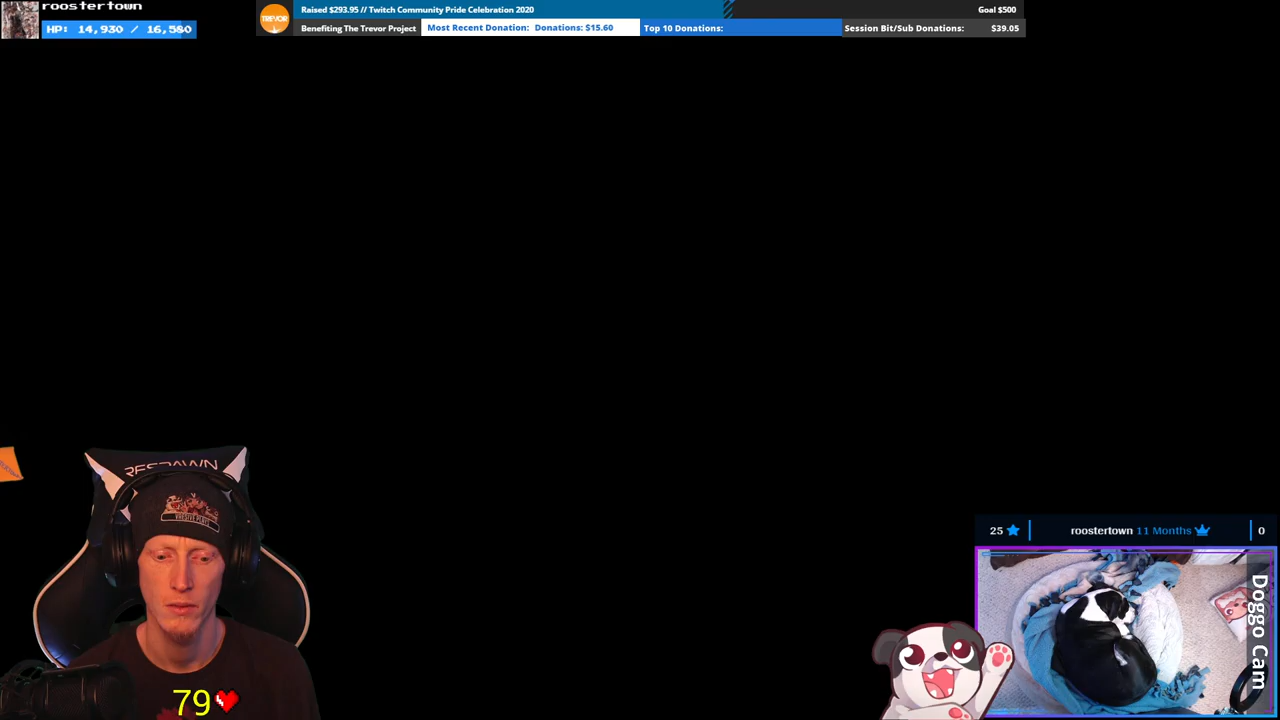 roostertown
HP: 14,930 / 16,580
TREVOR
Raised $293.95 // Twitch Community Pride Celebration 2020
Goal $500
Benefiting The Trevor Project
Most Recent Donation: Donations: $15.60
Top 10 Donations:
Session Bit/Sub Donations:
$39.05
RESPAWN
79
25
roostertown 11 Months
0
Doggo Cam